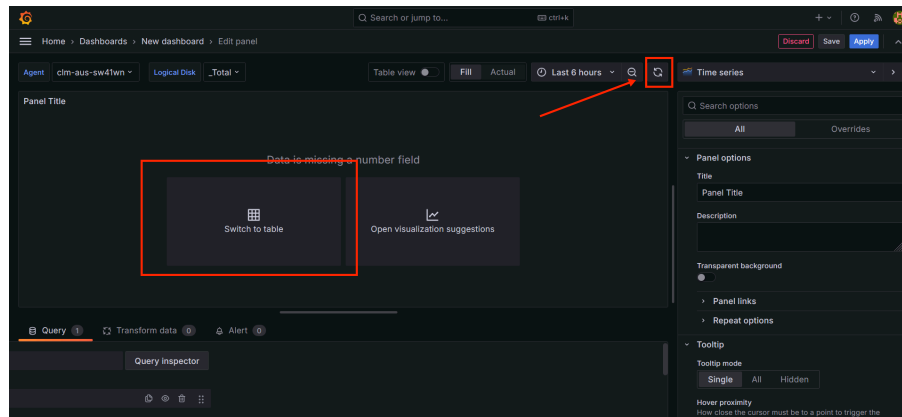 Search or jump to...
ctrl+k
Home › Dashboards › New dashboard › Edit panel
Discard
Save
Apply
Agent
clm-aus-sw41wn
Logical Disk
_Total
Table view
Fill
Actual
Last 6 hours
Time series
Panel Title
Search options
All
Overrides
Data is missing a number field
Switch to table
Open visualization suggestions
Panel options
Title
Panel Title
Description
Transparent background
Panel links
Repeat options
Query 1
Transform data 0
Alert 0
Query inspector
Tooltip
Tooltip mode
Single
All
Hidden
Hover proximity
How close the cursor must be to a point to trigger the